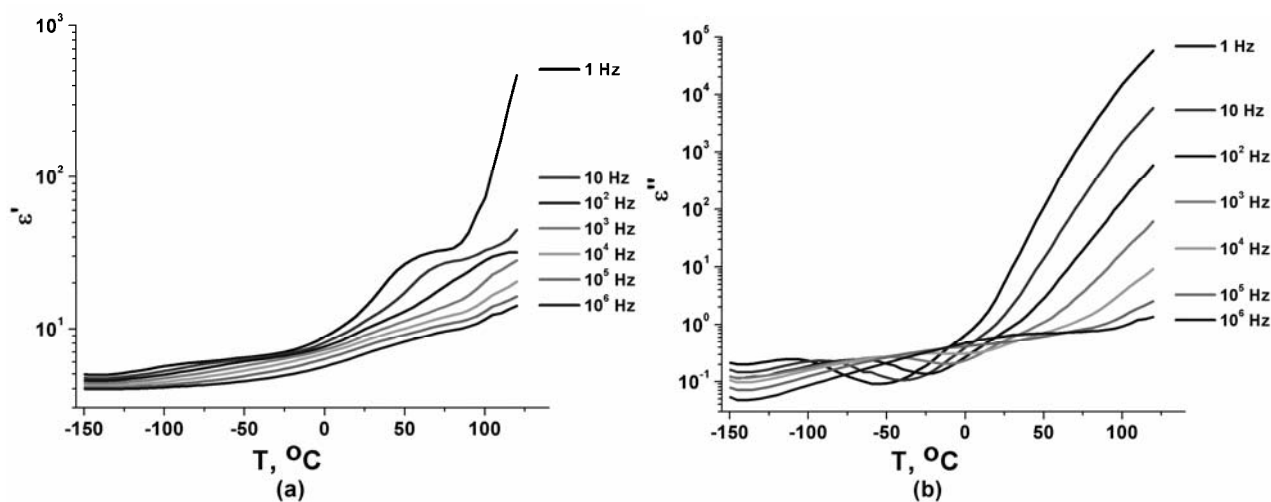 10³
10²
10¹
ε'
-150 -100 -50 0 50 100
T, °C
(a)
1 Hz
10 Hz
10² Hz
10³ Hz
10⁴ Hz
10⁵ Hz
10⁶ Hz
10⁵
10⁴
10³
10²
10¹
10⁰
10⁻¹
ε''
-150 -100 -50 0 50 100
T, °C
(b)
1 Hz
10 Hz
10² Hz
10³ Hz
10⁴ Hz
10⁵ Hz
10⁶ Hz